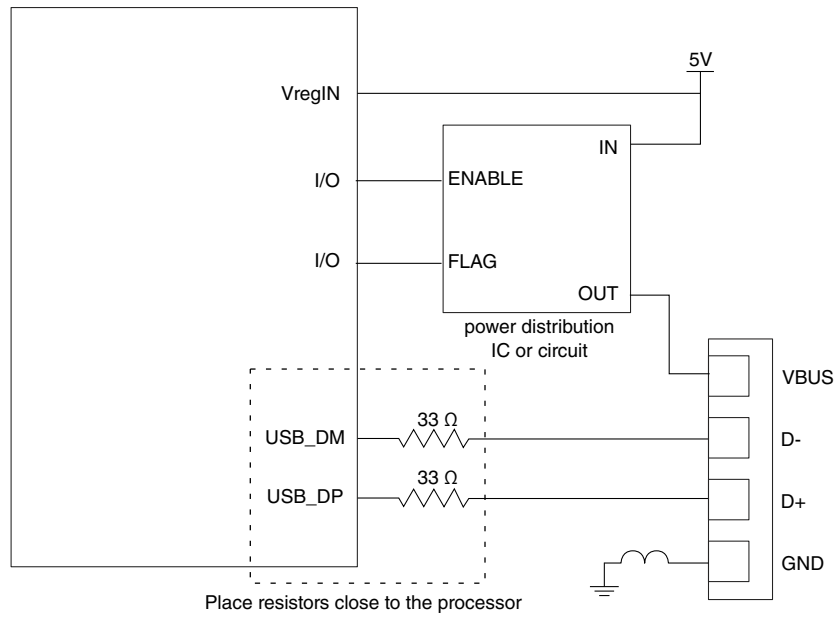 5V
VregIN
IN
I/O
ENABLE
I/O
FLAG
OUT
power distribution
IC or circuit
VBUS
33 Ω
USB_DM
D-
33 Ω
USB_DP
D+
GND
Place resistors close to the processor